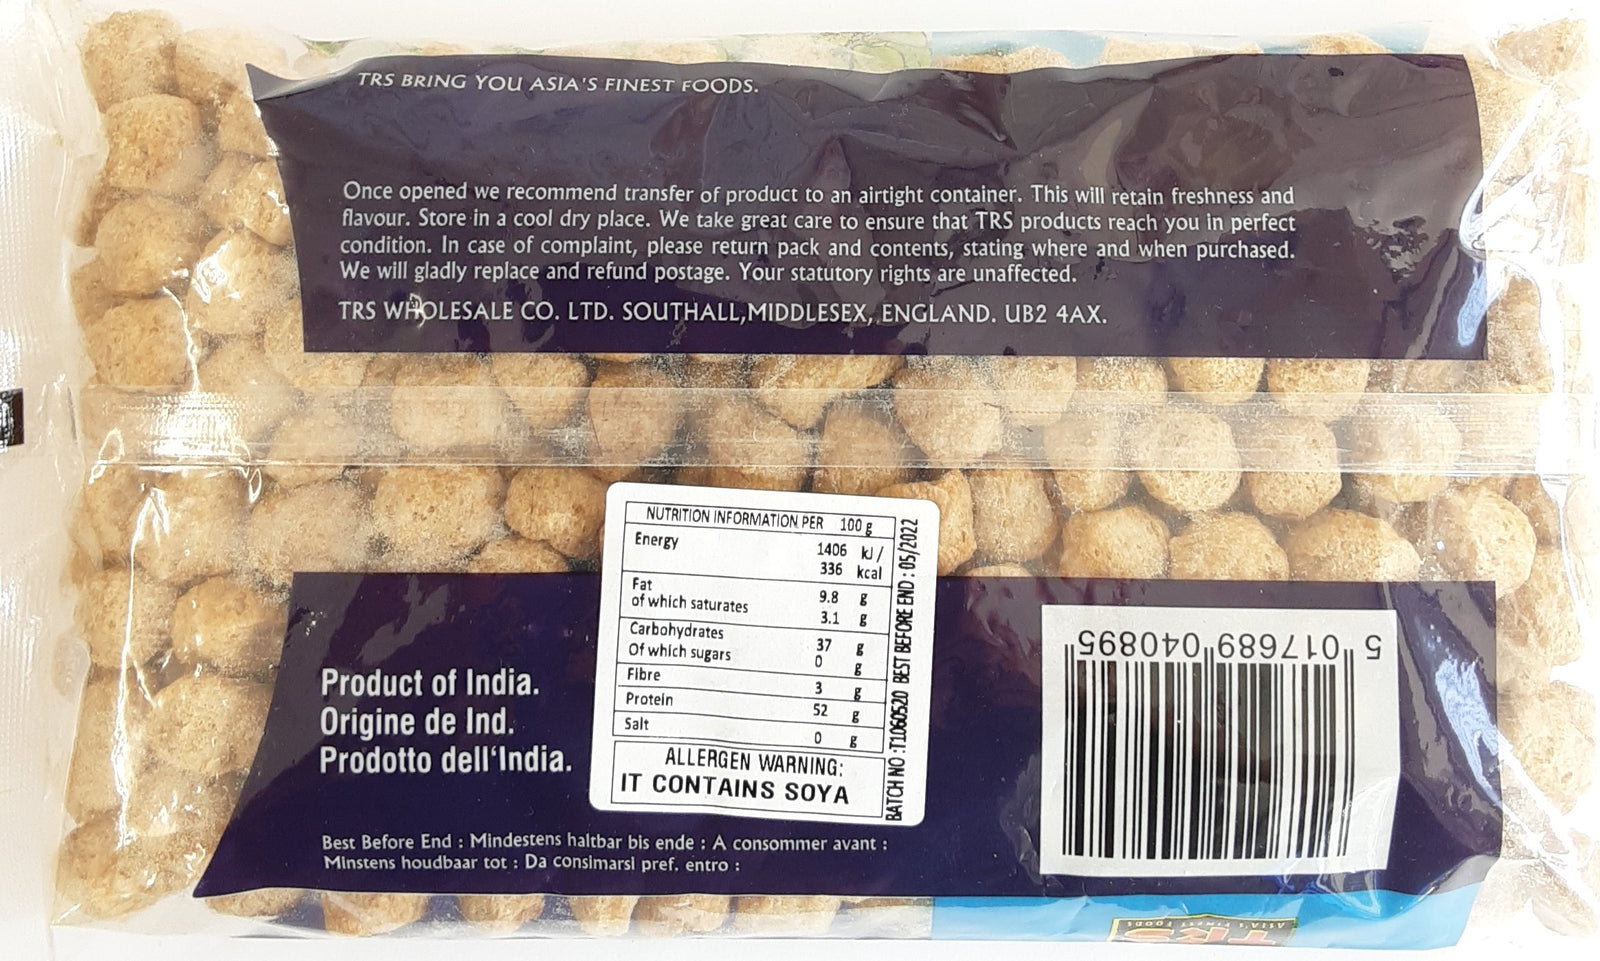 TRS BRING YOU ASIA'S FINEST FOODS.
Once opened we recommend transfer of product to an airtight container. This will retain freshness and
flavour. Store in a cool dry place. We take great care to ensure that TRS products reach you in perfect
condition. In case of complaint, please return pack and contents, stating where and when purchased.
We will gladly replace and refund postage. Your statutory rights are unaffected.
TRS WHOLESALE CO. LTD. SOUTHALL,MIDDLESEX, ENGLAND. UB2 4AX.
NUTRITION INFORMATION PER 100 g
Energy 1406 kJ /
336 kcal
Fat 9.8 g
of which saturates 3.1 g
Carbohydrates 37 g
Of which sugars 0 g
Fibre 3 g
Protein 52 g
Salt 0 g
ALLERGEN WARNING:
IT CONTAINS SOYA
BATCH NO :T1060520 BEST BEFORE END : 05/2022
Product of India.
Origine de Ind.
Prodotto dell'India.
Best Before End : Mindestens haltbar bis ende : A consommer avant :
Minstens houdbaar tot : Da consimarsi pref. entro :
5 017689 040895
TRS
ASIA'S FINEST FOODS